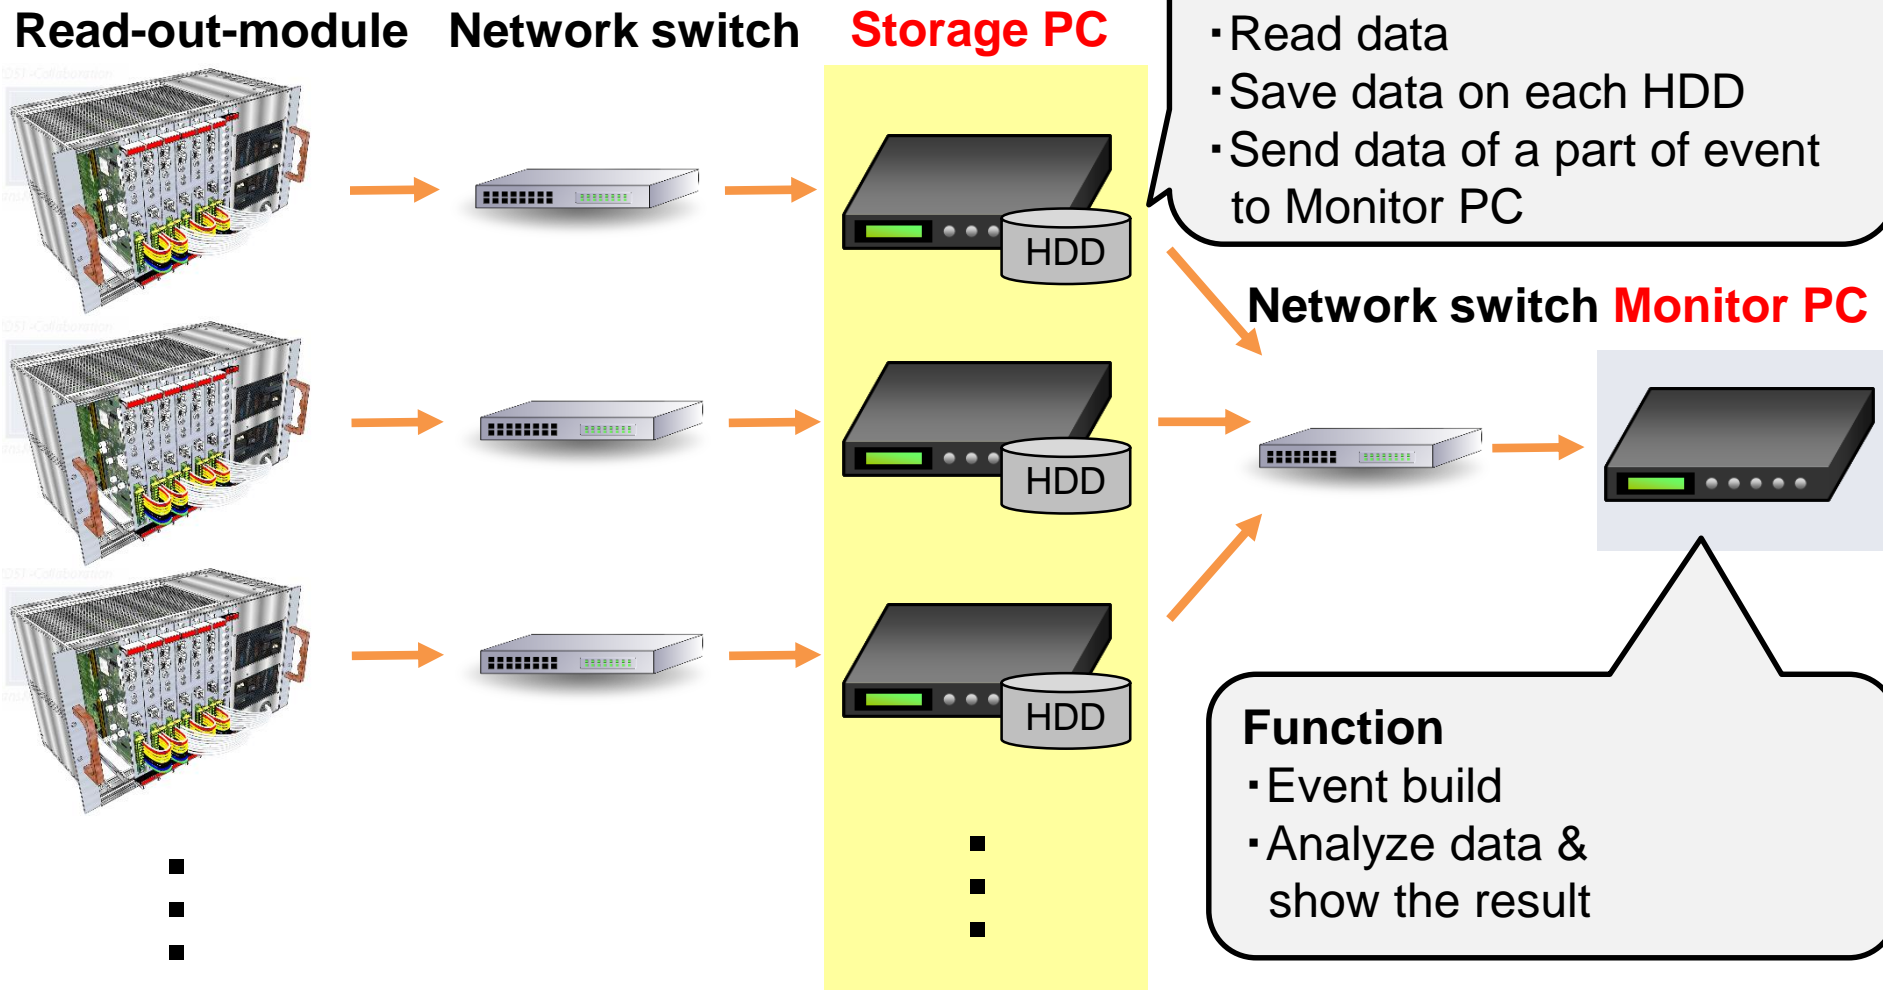 Read-out-module
Network switch
Storage PC
・Read data
・Save data on each HDD
・Send data of a part of event
to Monitor PC
HDD
Network switch
Monitor PC
HDD
HDD
Function
・Event build
・Analyze data &
show the result